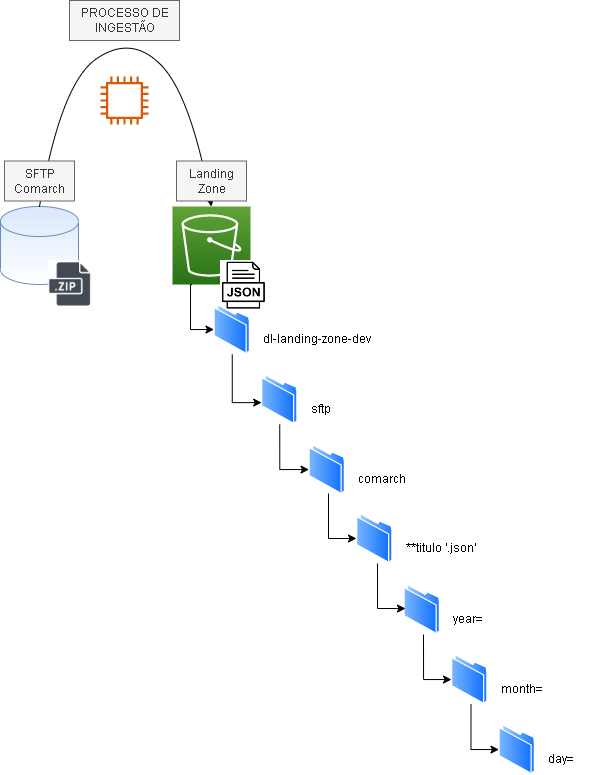 PROCESSO DE
INGESTÃO
SFTP
Comarch
Landing
Zone
.ZIP
JSON
dl-landing-zone-dev
sftp
comarch
**titulo '.json'
year=
month=
day=